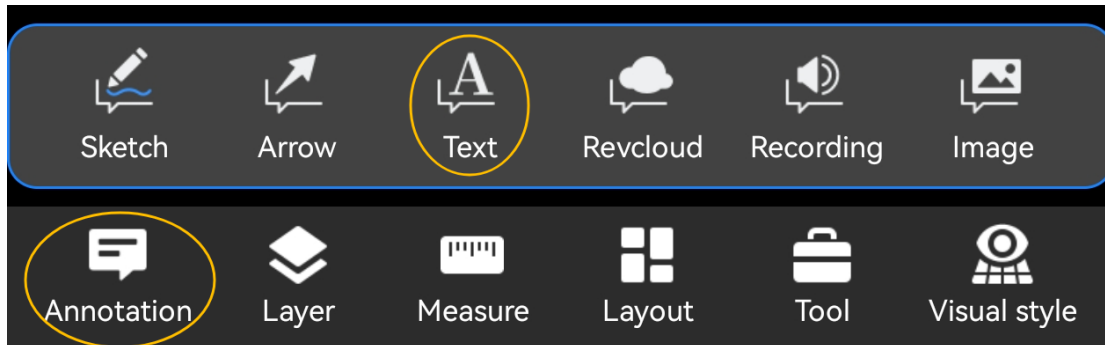 Sketch Arrow Text Revcloud Recording Image
Annotation Layer Measure Layout Tool Visual style